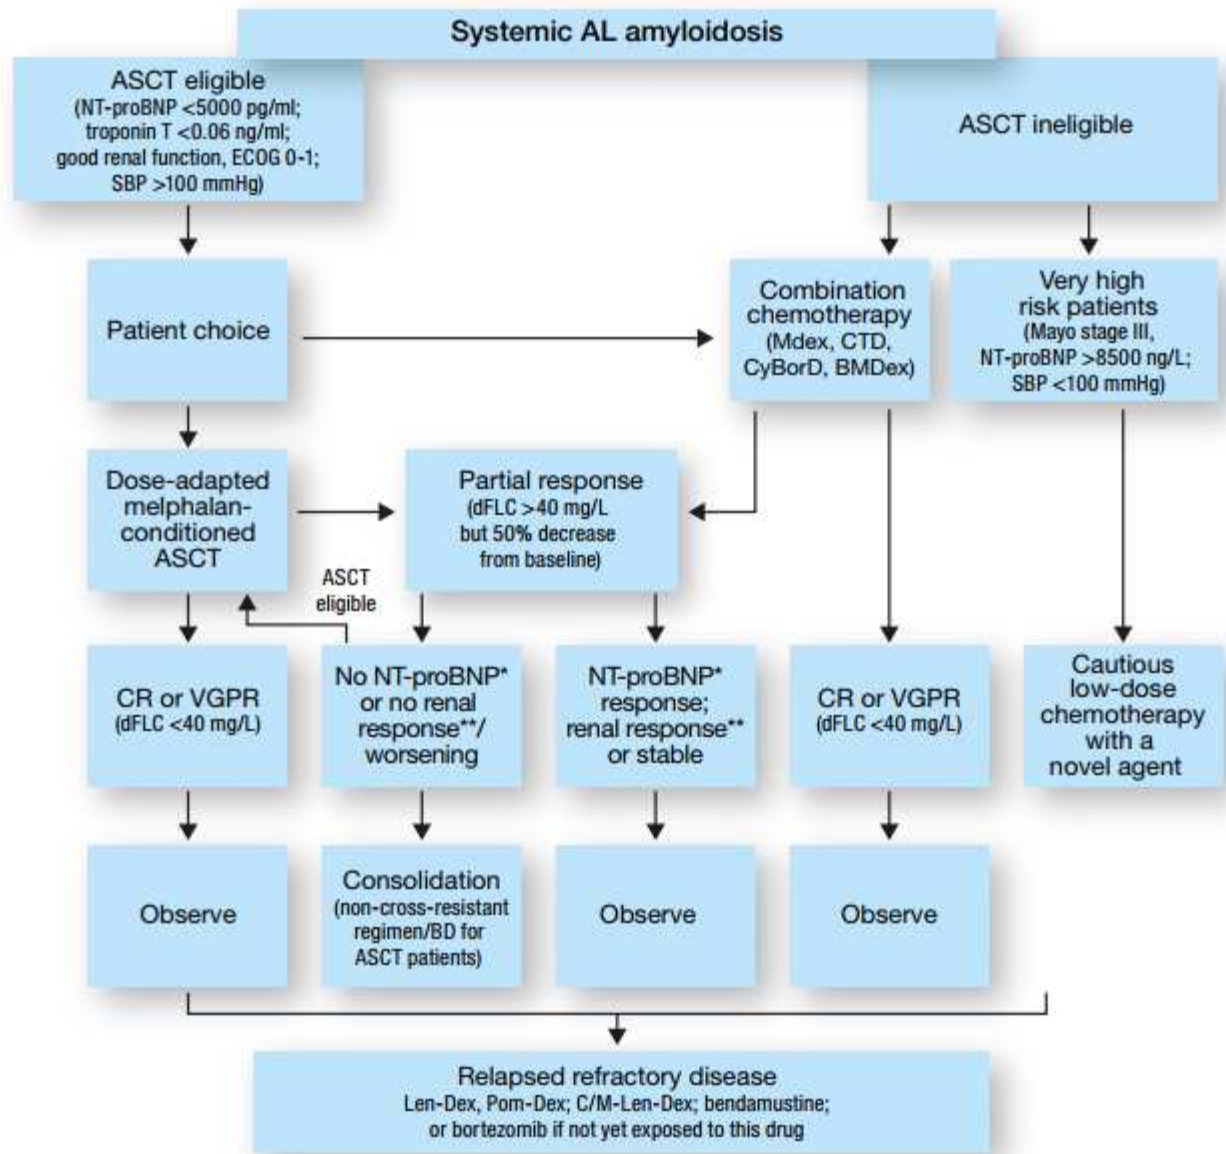 Systemic AL amyloidosis
ASCT eligible
(NT-proBNP <5000 pg/ml;
troponin T <0.06 ng/ml;
good renal function, ECOG 0-1;
SBP >100 mmHg)
ASCT ineligible
Patient choice
Combination
chemotherapy
(Mdex, CTD,
CyBorD, BMDex)
Very high
risk patients
(Mayo stage III,
NT-proBNP >8500 ng/L;
SBP <100 mmHg)
Dose-adapted
melphalan-
conditioned
ASCT
Partial response
(dFLC >40 mg/L
but 50% decrease
from baseline)
ASCT
eligible
CR or VGPR
(dFLC <40 mg/L)
No NT-proBNP*
or no renal
response**/
worsening
NT-proBNP*
response;
renal response**
or stable
CR or VGPR
(dFLC <40 mg/L)
Cautious
low-dose
chemotherapy
with a
novel agent
Observe
Consolidation
(non-cross-resistant
regimen/BD for
ASCT patients)
Observe
Observe
Relapsed refractory disease
Len-Dex, Pom-Dex; C/M-Len-Dex; bendamustine;
or bortezomib if not yet exposed to this drug